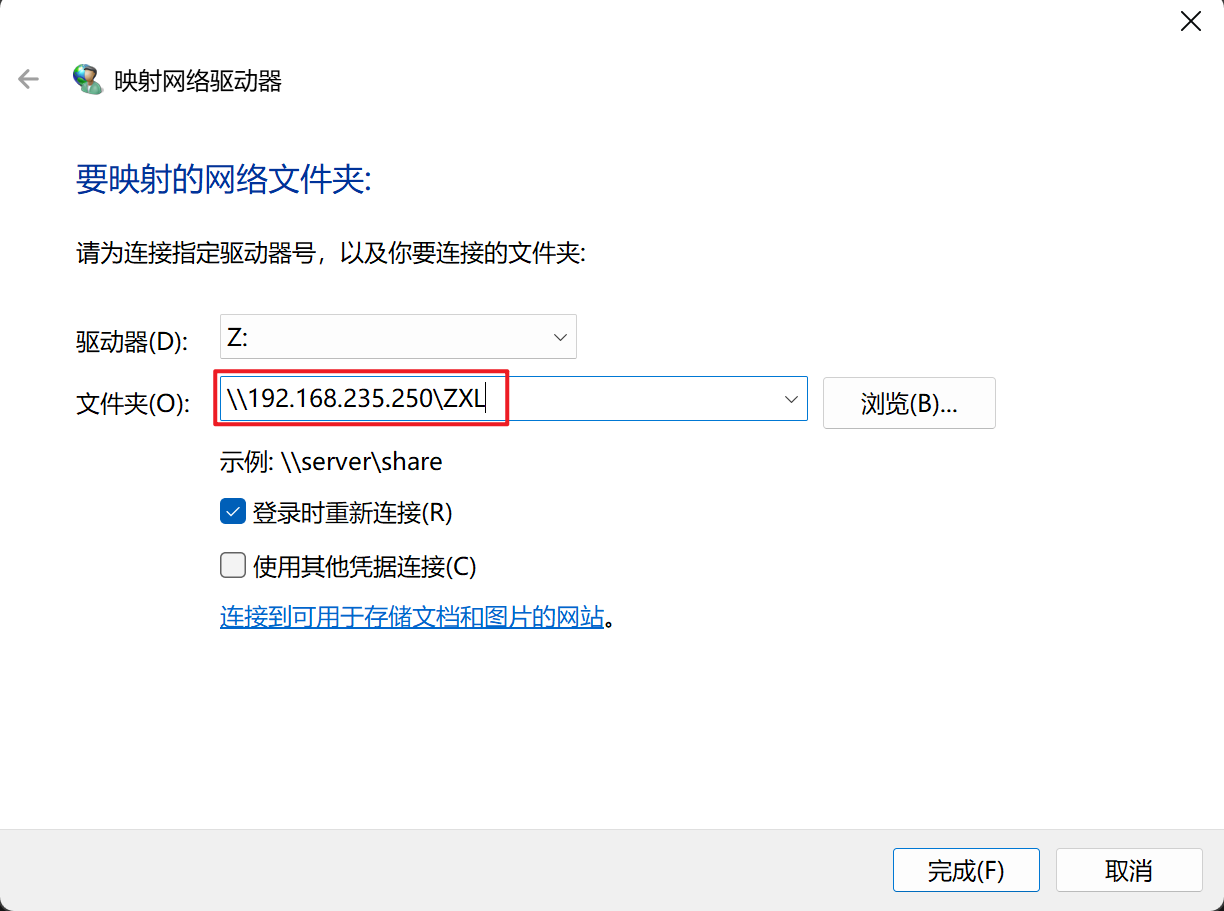 映射网络驱动器
要映射的网络文件夹:
请为连接指定驱动器号，以及你要连接的文件夹:
驱动器(D): Z:
文件夹(O): \\192.168.235.250\ZXL 浏览(B)...
示例: \\server\share
登录时重新连接(R)
使用其他凭据连接(C)
连接到可用于存储文档和图片的网站。
完成(F) 取消